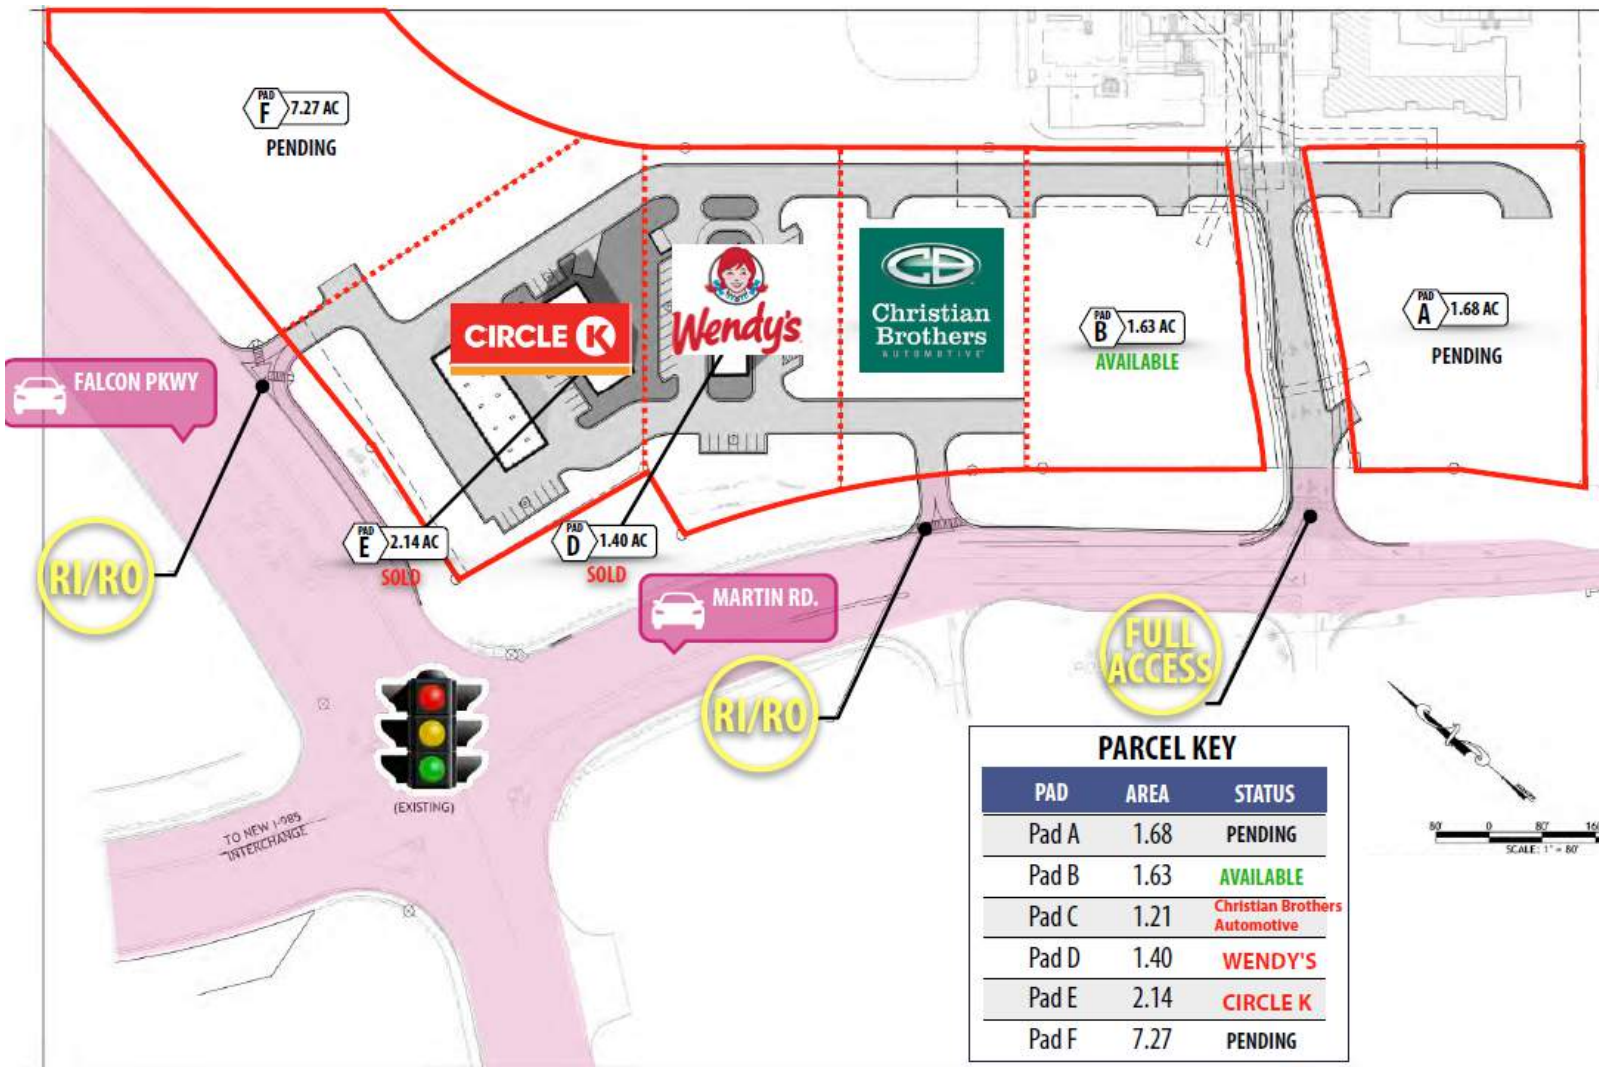 PAD
F
7.27 AC
PENDING
CIRCLE K
Wendy's
CB
Christian
Brothers
AUTOMOTIVE
PAD
B
1.63 AC
AVAILABLE
PAD
A
1.68 AC
PENDING
FALCON PKWY
PAD
E
2.14 AC
SOLD
PAD
D
1.40 AC
SOLD
RI/RO
MARTIN RD.
RI/RO
FULL
ACCESS
(EXISTING)
TO NEW I-985
INTERCHANGE
PARCEL KEY
PAD AREA STATUS
Pad A 1.68 PENDING
Pad B 1.63 AVAILABLE
Pad C 1.21 Christian Brothers
Automotive
Pad D 1.40 WENDY'S
Pad E 2.14 CIRCLE K
Pad F 7.27 PENDING
80' 0 80' 16
SCALE: 1" = 80'